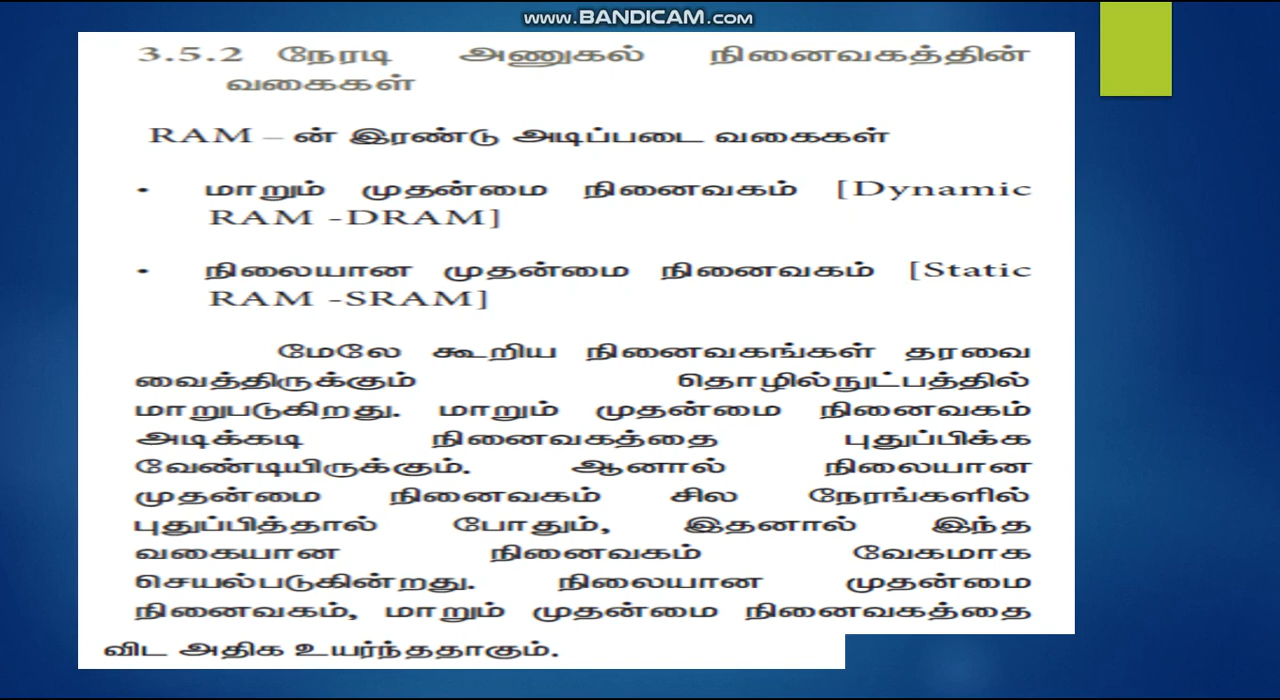 www.BANDICAM.com
3.5.2 நேரடி அணுகல் நினைவகத்தின்
வகைகள்
RAM – ன் இரண்டு அடிப்படை வகைகள்
• மாறும் முதன்மை நினைவகம் [Dynamic
RAM -DRAM]
• நிலையான முதன்மை நினைவகம் [Static
RAM -SRAM]
மேலே கூறிய நினைவகங்கள் தரவை
வைத்திருக்கும் தொழில்நுட்பத்தில்
மாறுபடுகிறது. மாறும் முதன்மை நினைவகம்
அடிக்கடி நினைவகத்தை புதுப்பிக்க
வேண்டியிருக்கும். ஆனால் நிலையான
முதன்மை நினைவகம் சில நேரங்களில்
புதுப்பித்தால் போதும், இதனால் இந்த
வகையான நினைவகம் வேகமாக
செயல்படுகின்றது. நிலையான முதன்மை
நினைவகம், மாறும் முதன்மை நினைவகத்தை
விட அதிக உயர்ந்ததாகும்.